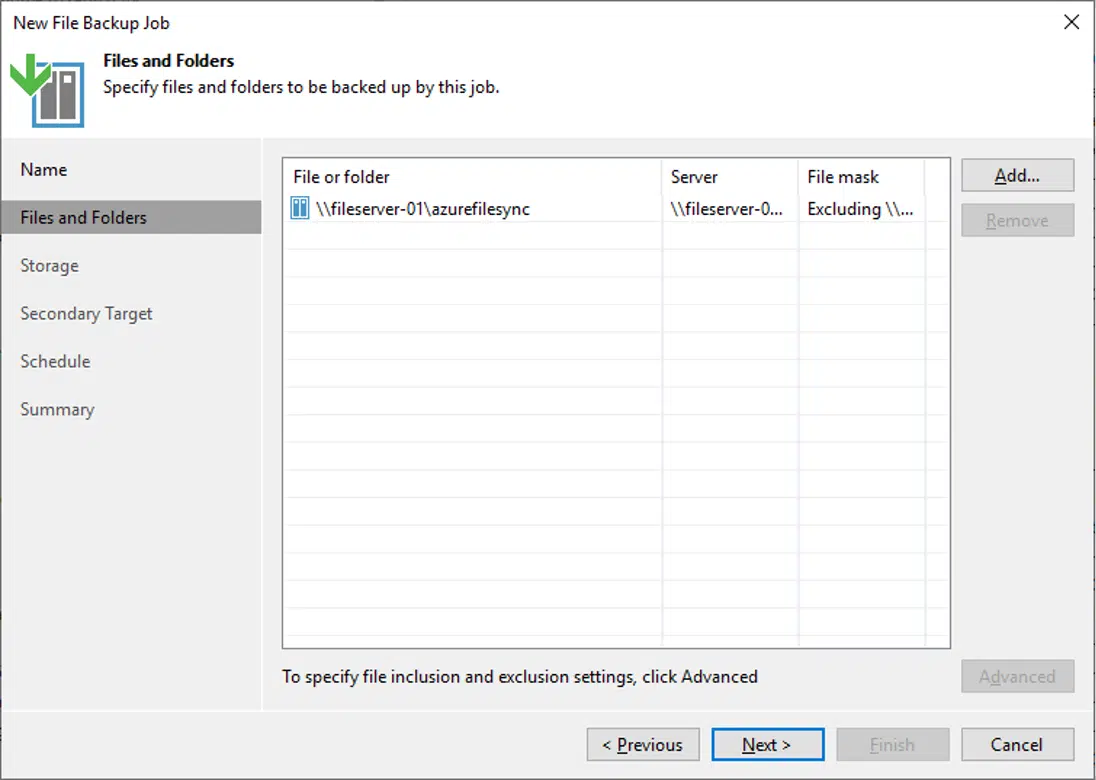 New File Backup Job
Files and Folders
Specify files and folders to be backed up by this job.
Name
Files and Folders
Storage
Secondary Target
Schedule
Summary
File or folder Server File mask
\\fileserver-01\azurefilesync \\fileserver-0... Excluding \\...
Add...
Remove
To specify file inclusion and exclusion settings, click Advanced
Advanced
< Previous Next > Finish Cancel